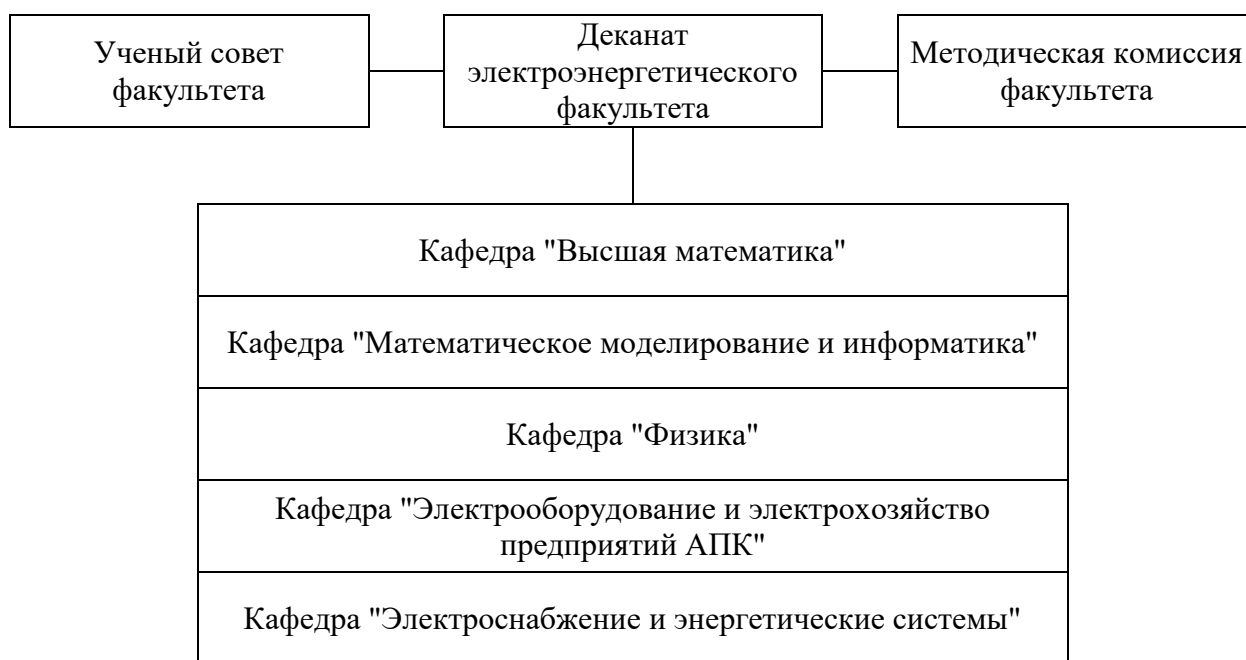 Ученый совет
факультета
Деканат
электроэнергетического
факультета
Методическая комиссия
факультета
Кафедра "Высшая математика"
Кафедра "Математическое моделирование и информатика"
Кафедра "Физика"
Кафедра "Электрооборудование и электрохозяйство
предприятий АПК"
Кафедра "Электроснабжение и энергетические системы"